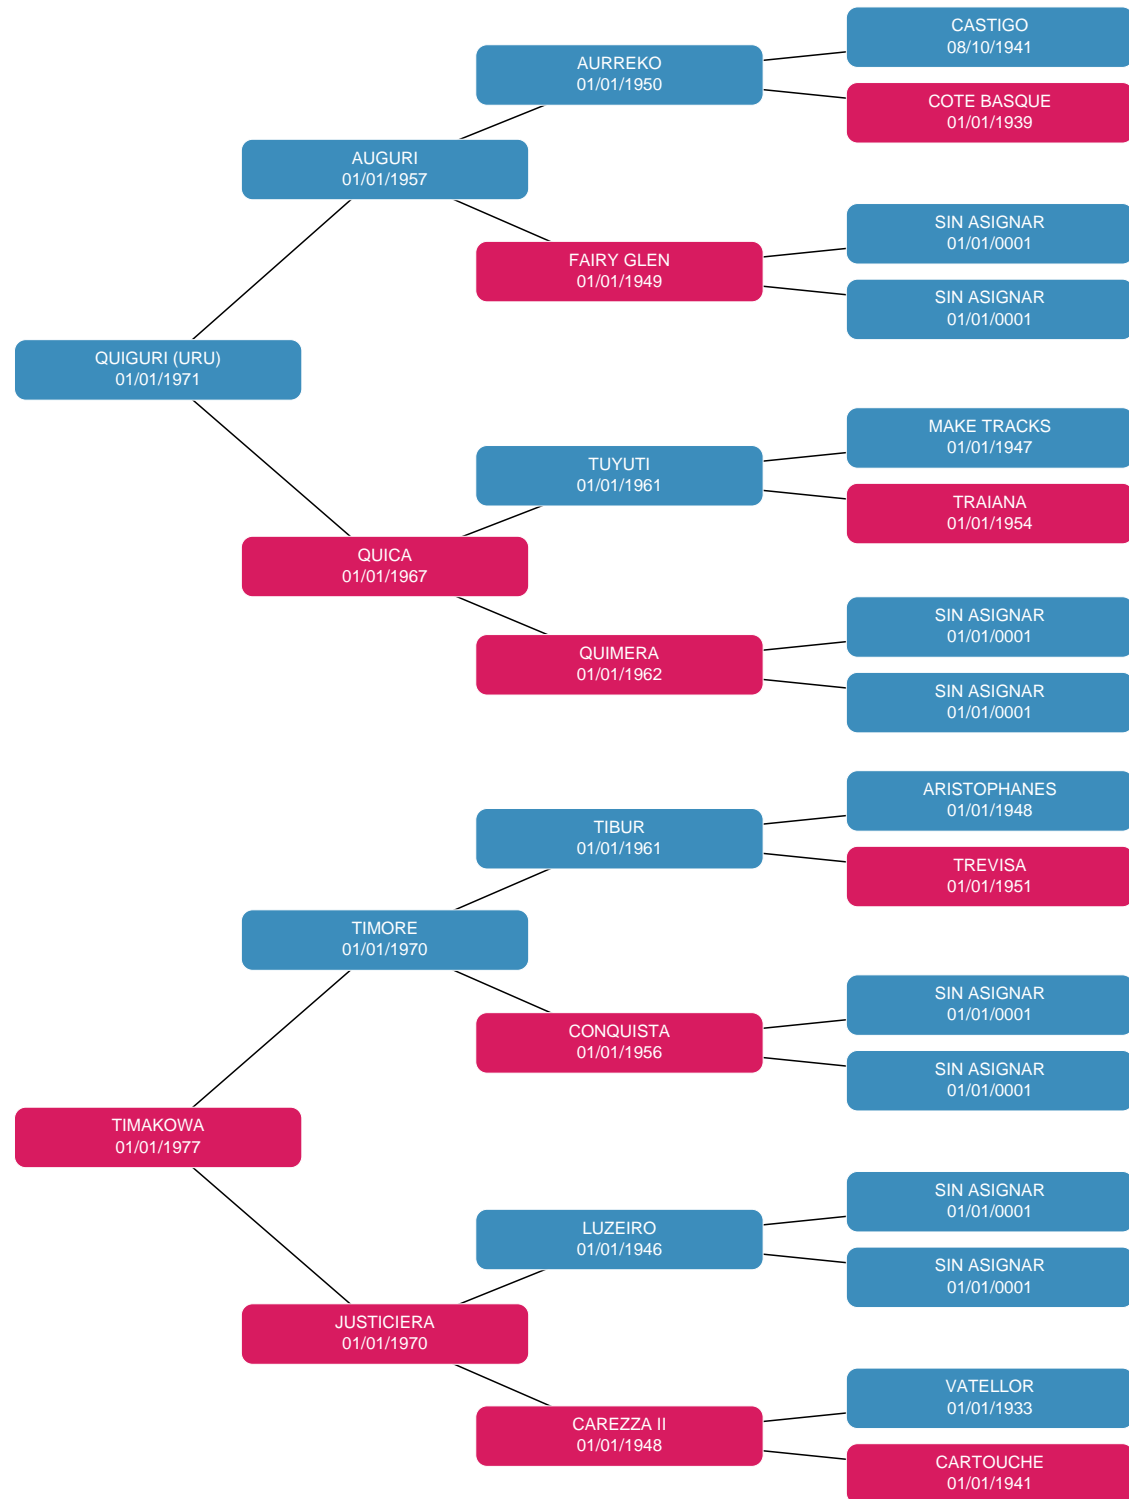 CASTIGO
08/10/1941
AURREKO
01/01/1950
COTE BASQUE
01/01/1939
AUGURI
01/01/1957
SIN ASIGNAR
01/01/0001
FAIRY GLEN
01/01/1949
SIN ASIGNAR
01/01/0001
QUIGURI (URU)
01/01/1971
MAKE TRACKS
01/01/1947
TUYUTI
01/01/1961
TRAIANA
01/01/1954
QUICA
01/01/1967
SIN ASIGNAR
01/01/0001
QUIMERA
01/01/1962
SIN ASIGNAR
01/01/0001
ARISTOPHANES
01/01/1948
TIBUR
01/01/1961
TREVISA
01/01/1951
TIMORE
01/01/1970
SIN ASIGNAR
01/01/0001
CONQUISTA
01/01/1956
SIN ASIGNAR
01/01/0001
TIMAKOWA
01/01/1977
SIN ASIGNAR
01/01/0001
LUZEIRO
01/01/1946
SIN ASIGNAR
01/01/0001
JUSTICIERA
01/01/1970
VATELLOR
01/01/1933
CAREZZA II
01/01/1948
CARTOUCHE
01/01/1941